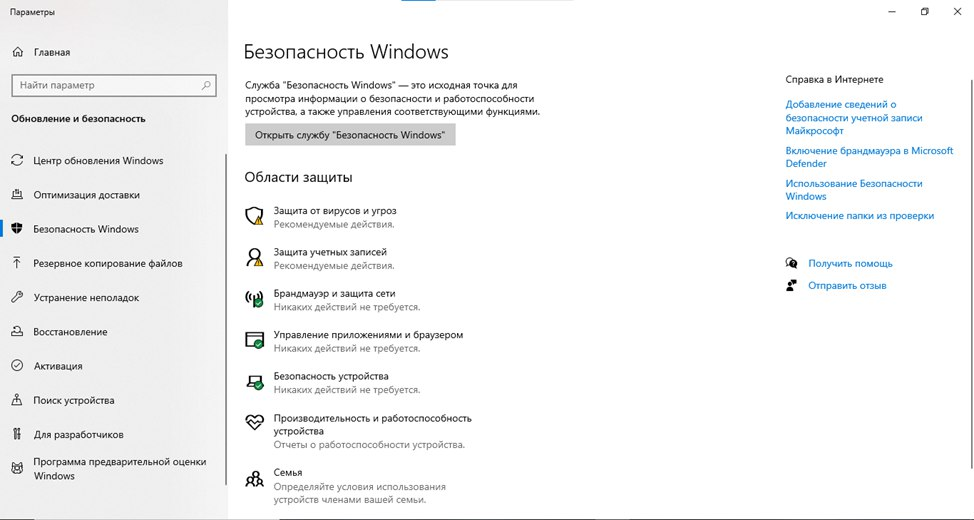 Параметры
Главная
Найти параметр
Обновление и безопасность
Центр обновления Windows
Оптимизация доставки
Безопасность Windows
Резервное копирование файлов
Устранение неполадок
Восстановление
Активация
Поиск устройства
Для разработчиков
Программа предварительной оценки
Windows
Безопасность Windows
Служба "Безопасность Windows" — это исходная точка для
просмотра информации о безопасности и работоспособности
устройства, а также управления соответствующими функциями.
Открыть службу "Безопасность Windows"
Области защиты
Защита от вирусов и угроз
Рекомендуемые действия.
Защита учетных записей
Рекомендуемые действия.
Брандмауэр и защита сети
Никаких действий не требуется.
Управление приложениями и браузером
Никаких действий не требуется.
Безопасность устройства
Никаких действий не требуется.
Производительность и работоспособность
устройства
Отчеты о работоспособности устройства.
Семья
Определяйте условия использования
устройств членами вашей семьи.
Справка в Интернете
Добавление сведений о
безопасности учетной записи
Майкрософт
Включение брандмауэра в Microsoft
Defender
Использование Безопасности
Windows
Исключение папки из проверки
Получить помощь
Отправить отзыв